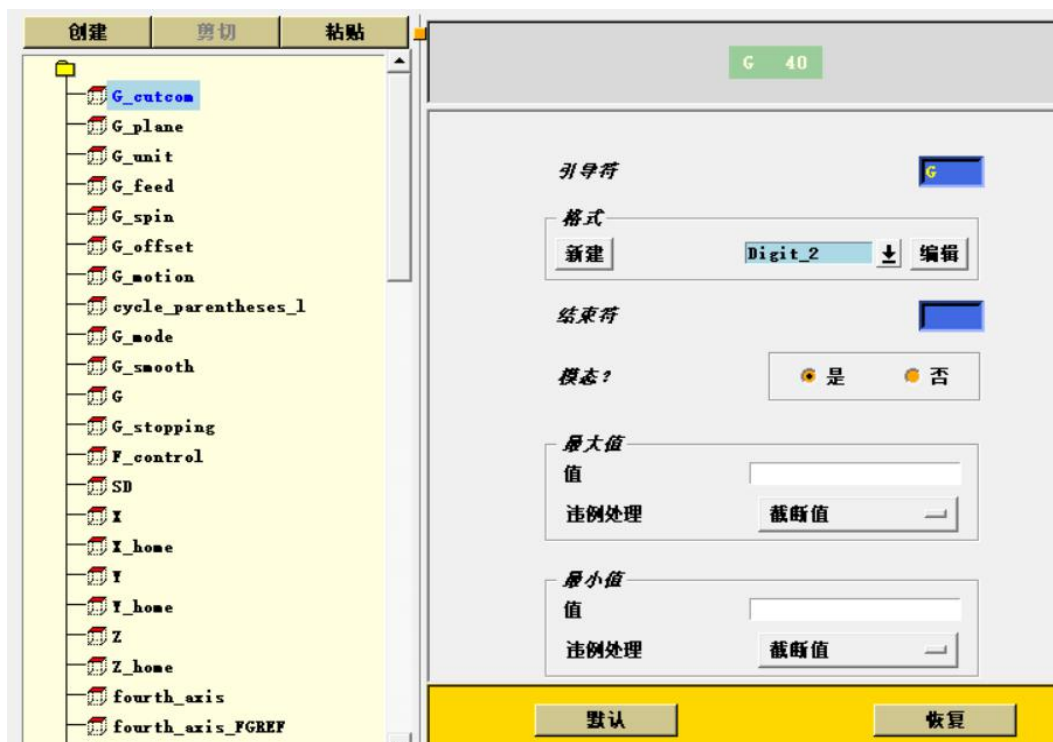 创建 剪切 粘贴
G_cutcom
G_plane
G_unit
G_feed
G_spin
G_offset
G_motion
cycle_parentheses_l
G_mode
G_smooth
G
G_stopping
F_control
SD
X
X_home
Y
Y_home
Z
Z_home
fourth_axis
fourth_axis_FGREF
G 40
引导符 G
格式
新建 Digit_2 编辑
结束符
模态? 是 否
最大值
值
违例处理 截断值
最小值
值
违例处理 截断值
默认 恢复